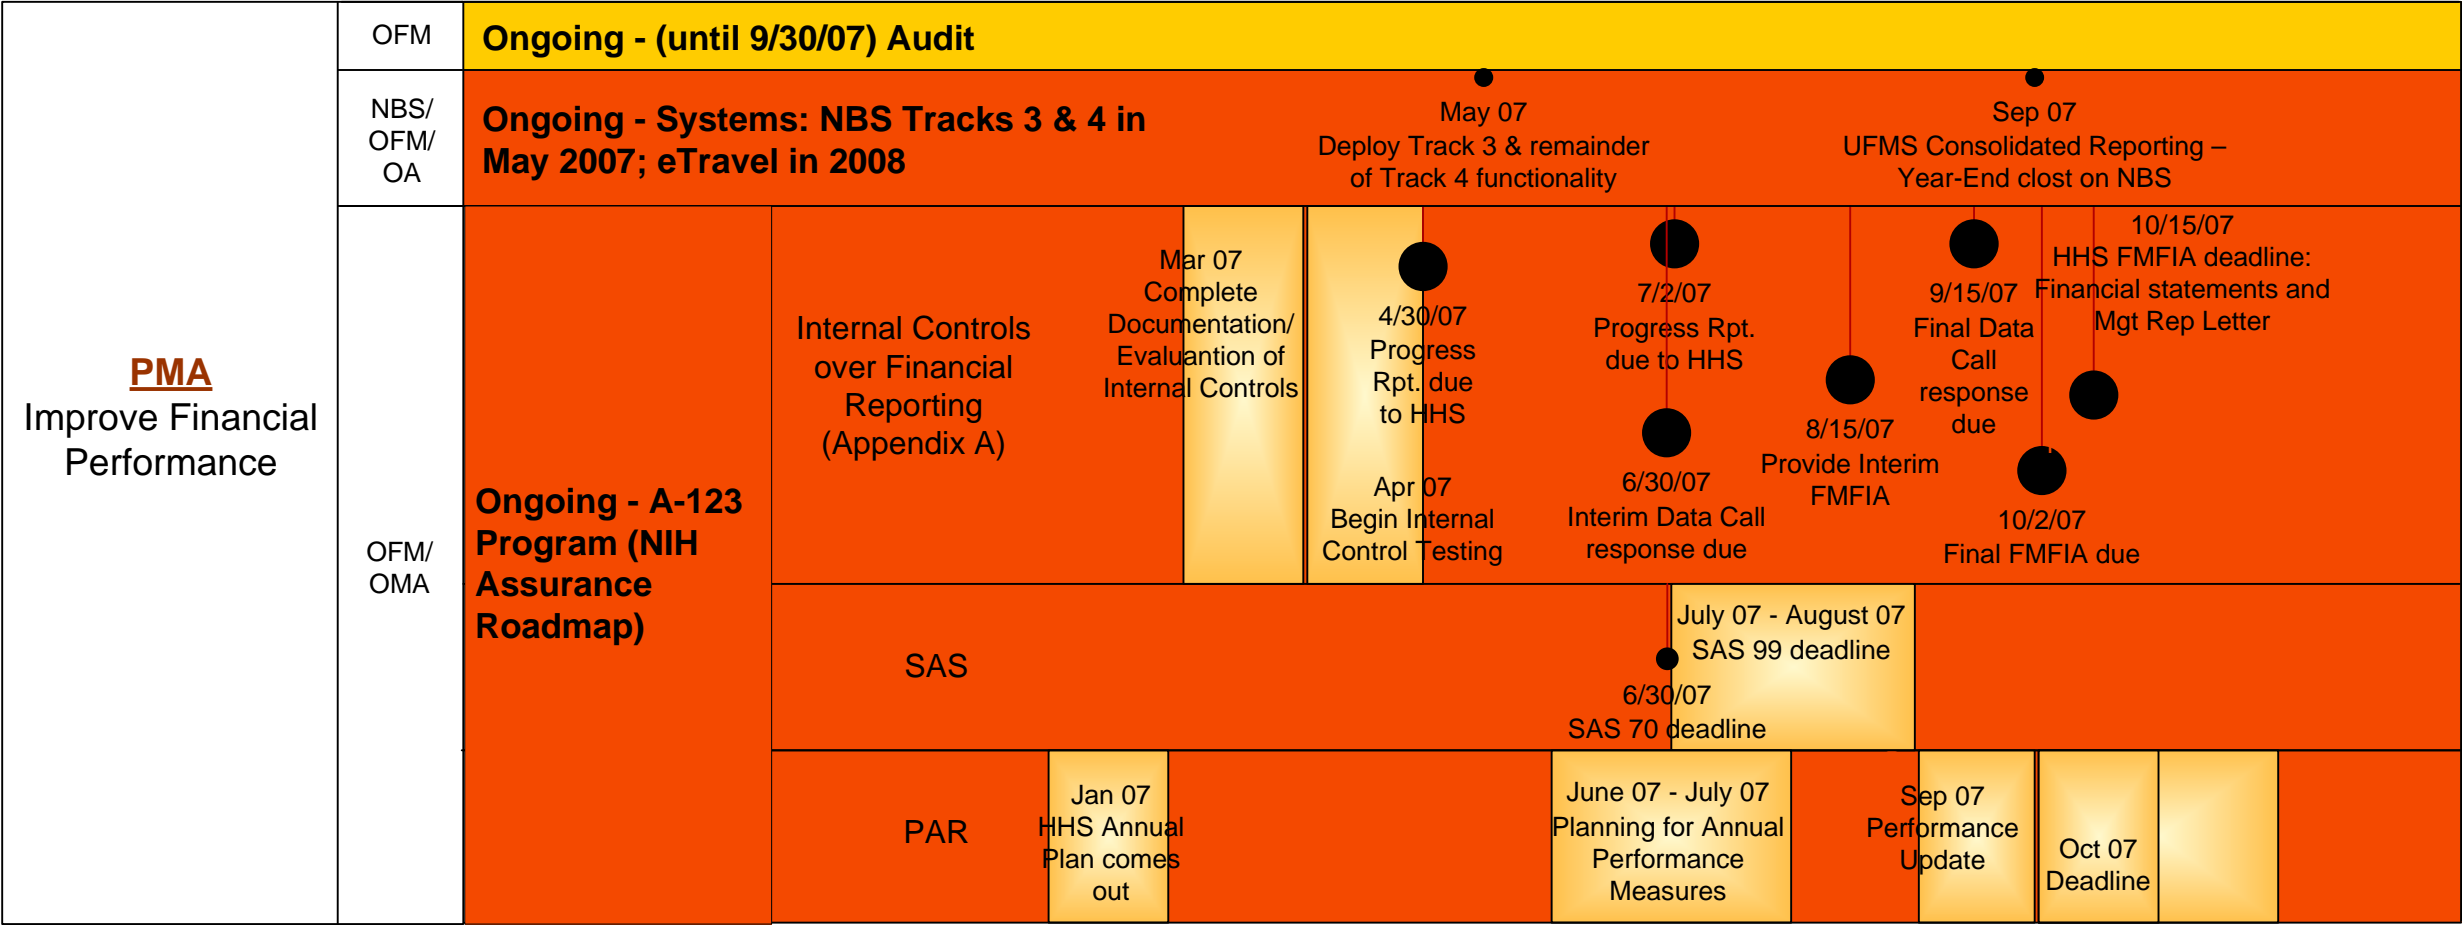 PMA
Improve Financial
Performance
OFM
Ongoing - (until 9/30/07) Audit
NBS/
OFM/
OA
Ongoing - Systems: NBS Tracks 3 & 4 in
May 2007; eTravel in 2008
May 07
Deploy Track 3 & remainder
of Track 4 functionality
Sep 07
UFMS Consolidated Reporting –
Year-End clost on NBS
OFM/
OMA
Ongoing - A-123
Program (NIH
Assurance
Roadmap)
Internal Controls
over Financial
Reporting
(Appendix A)
Mar 07
Complete
Documentation/
Evaluantion of
Internal Controls
4/30/07
Progress
Rpt. due
to HHS
Apr 07
Begin Internal
Control Testing
7/2/07
Progress Rpt.
due to HHS
6/30/07
Interim Data Call
response due
8/15/07
Provide Interim
FMFIA
9/15/07
Final Data
Call
response
due
10/2/07
Final FMFIA due
10/15/07
HHS FMFIA deadline:
Financial statements and
Mgt Rep Letter
SAS
6/30/07
SAS 70 deadline
July 07 - August 07
SAS 99 deadline
PAR
Jan 07
HHS Annual
Plan comes
out
June 07 - July 07
Planning for Annual
Performance
Measures
Sep 07
Performance
Update
Oct 07
Deadline